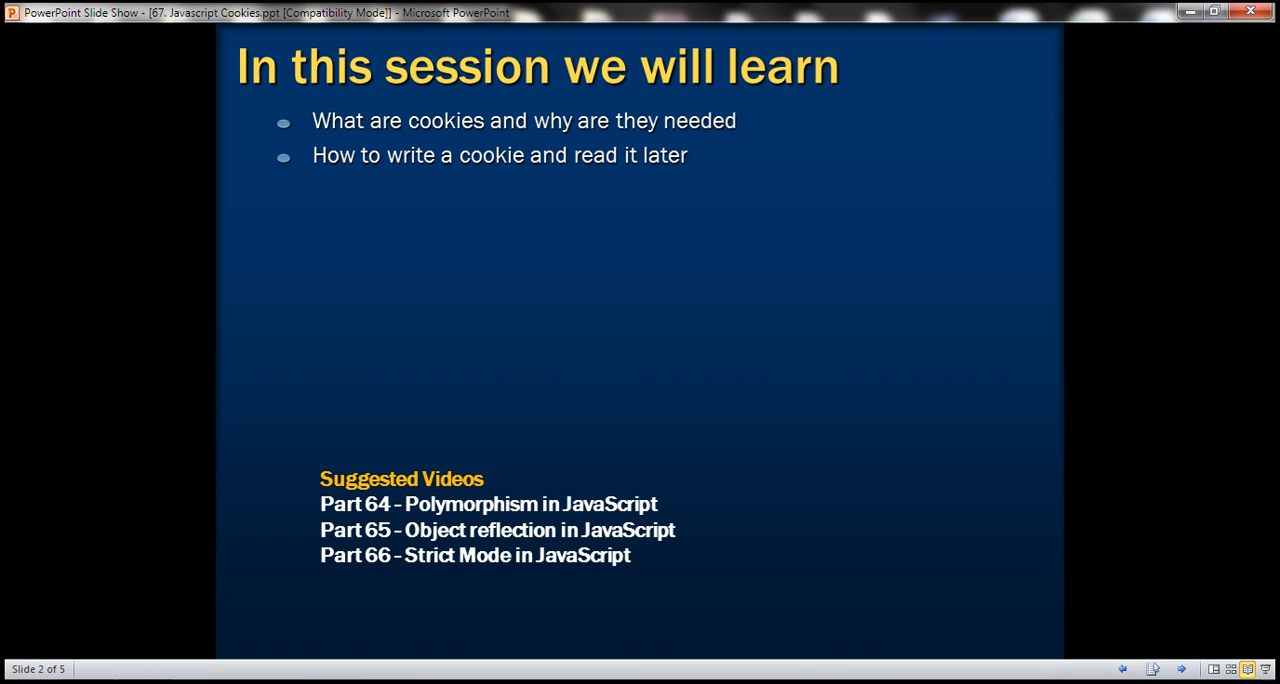 PowerPoint Slide Show - [67. Javascript Cookies.ppt [Compatibility Mode]] - Microsoft PowerPoint
In this session we will learn
What are cookies and why are they needed
How to write a cookie and read it later
Suggested Videos
Part 64 - Polymorphism in JavaScript
Part 65 - Object reflection in JavaScript
Part 66 - Strict Mode in JavaScript
Slide 2 of 5